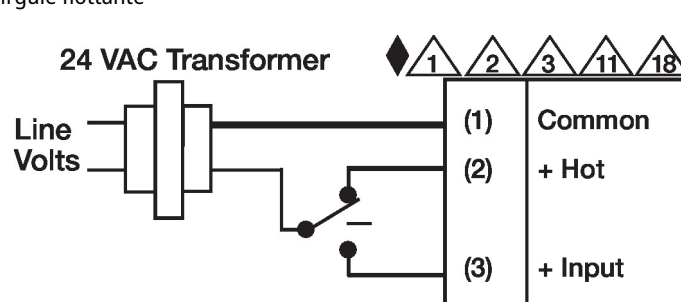 24 VAC Transformer
1 2 3 11 18
Line
Volts
(1) Common
(2) + Hot
(3) + Input